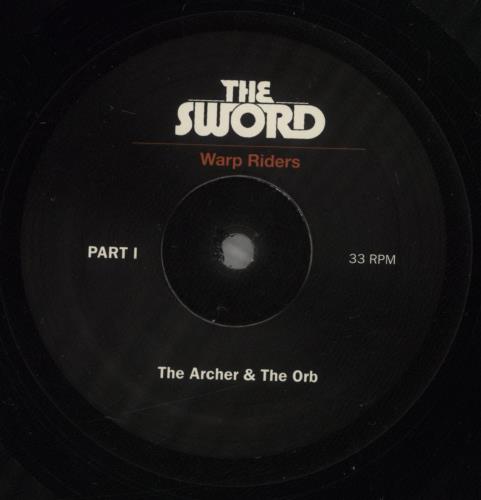 THE
SWORD
Warp Riders
PART I
33 RPM
The Archer & The Orb